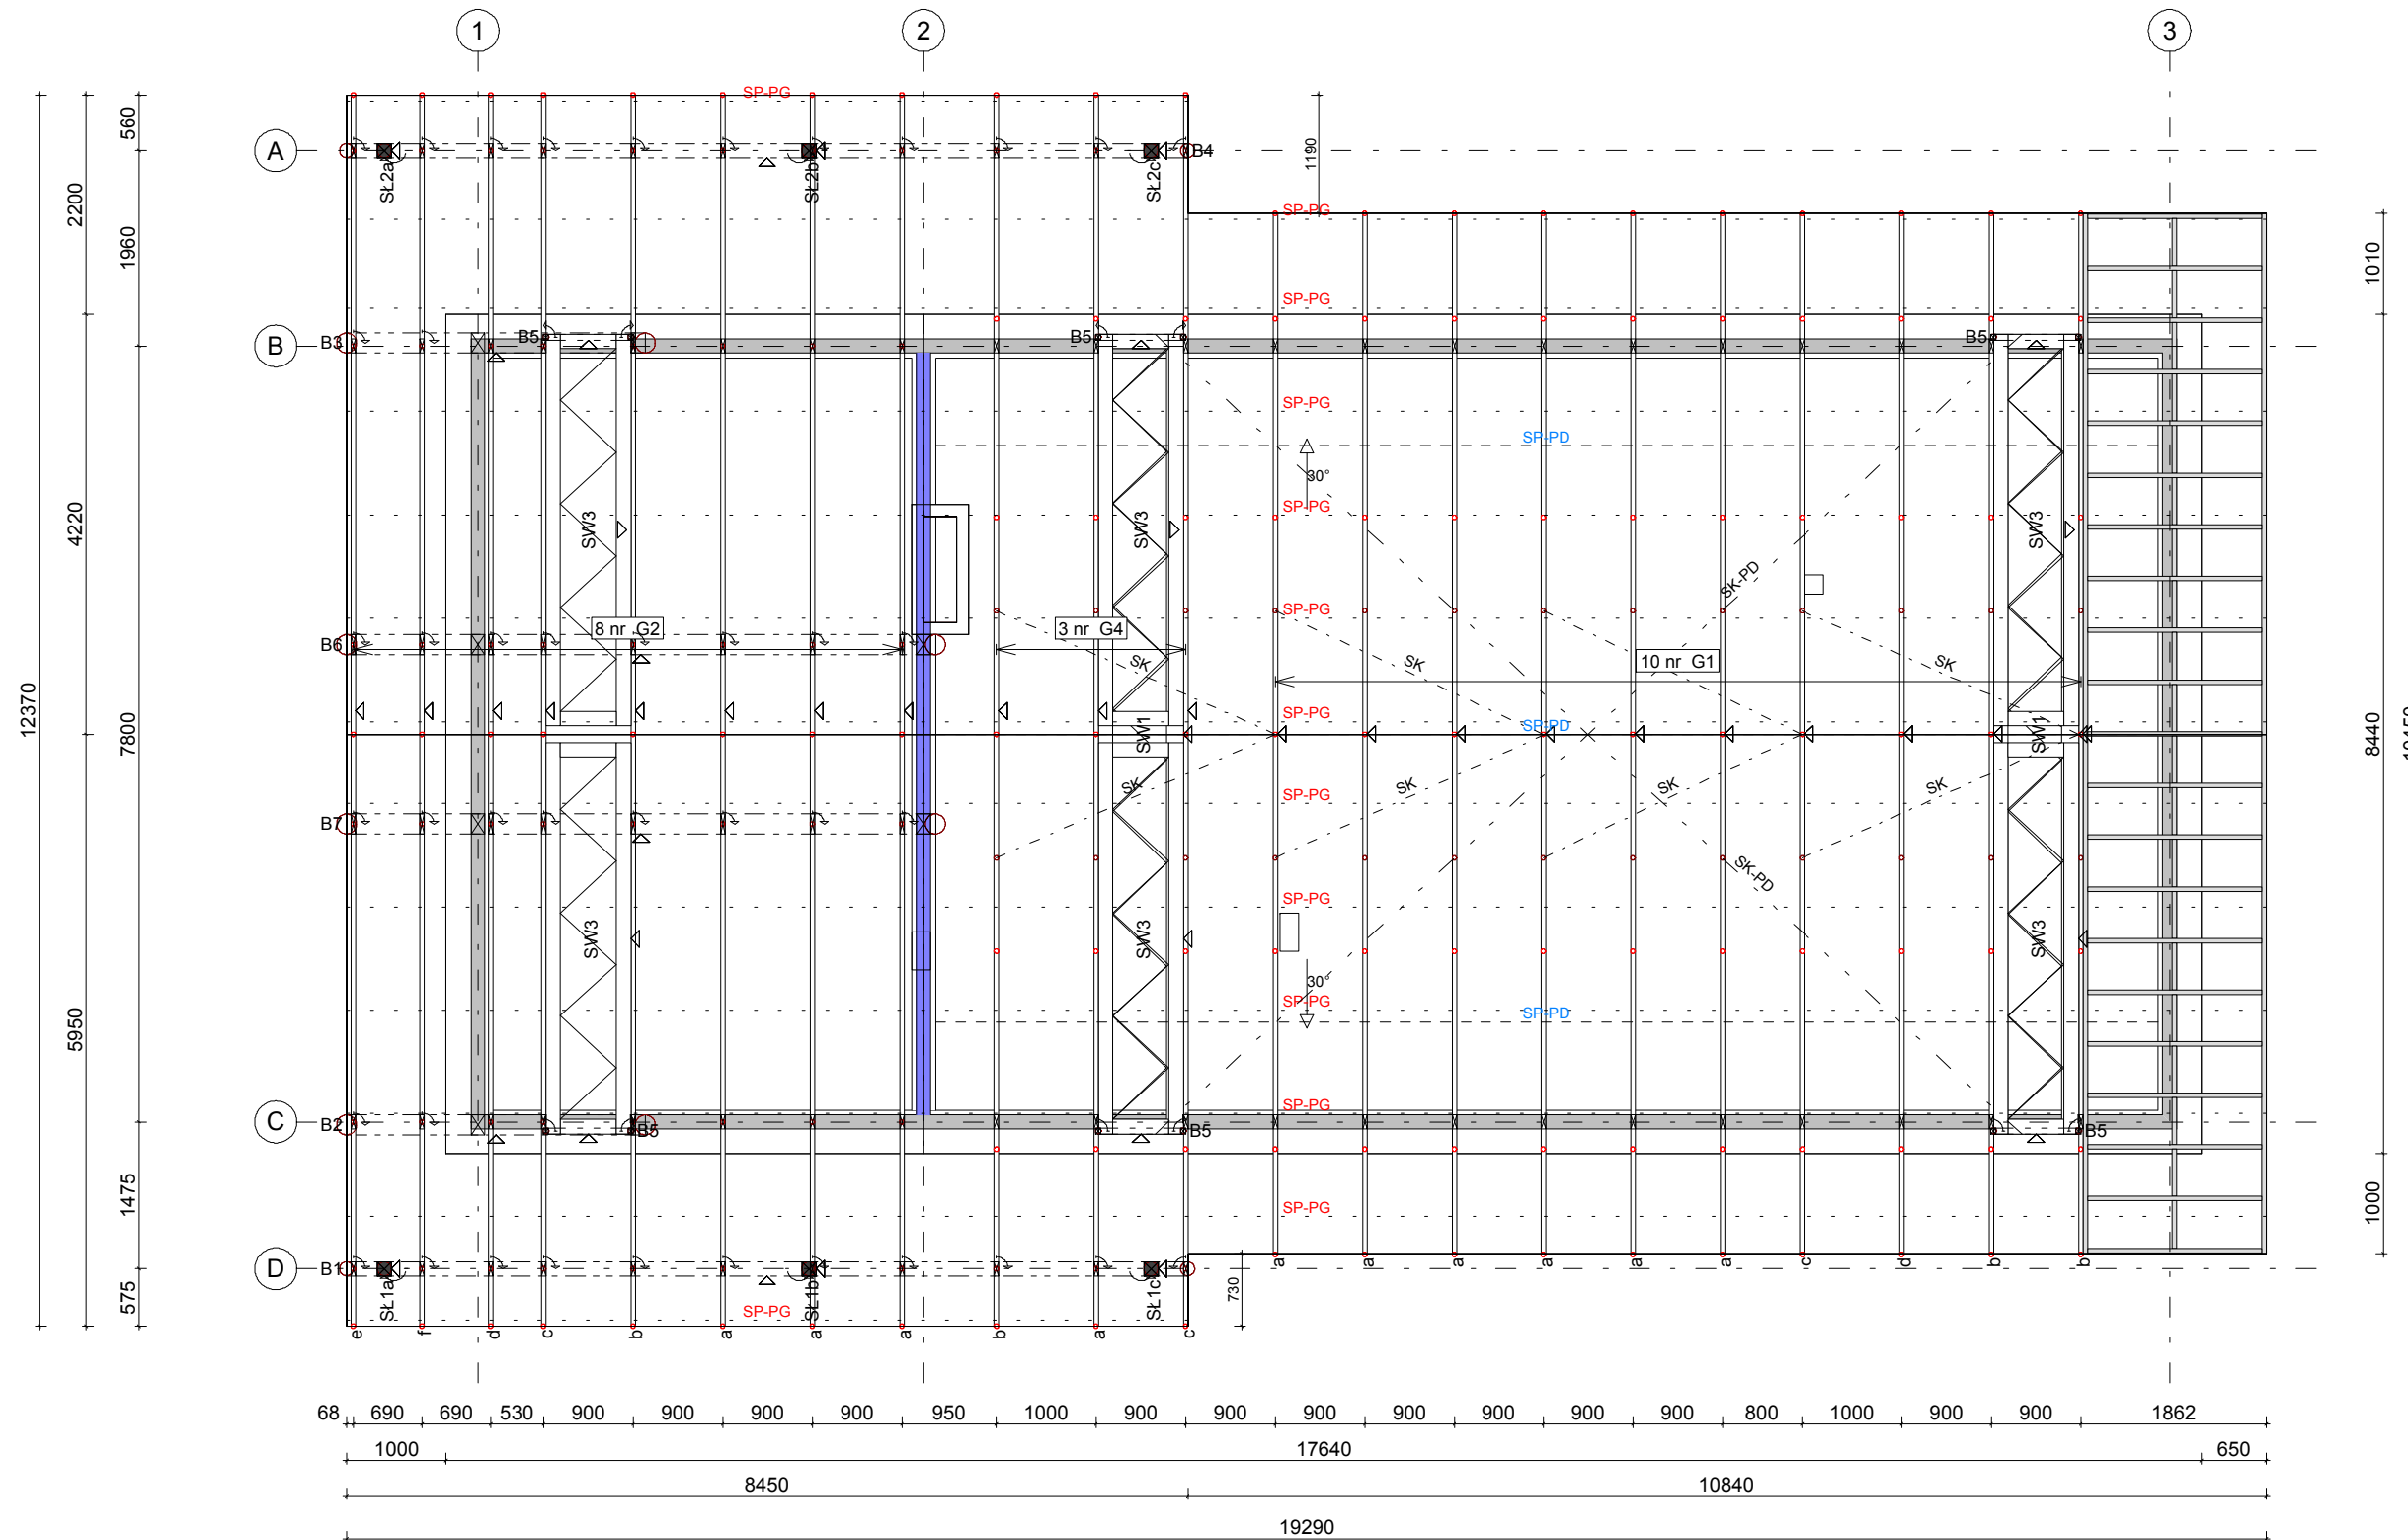 1
2
3
SP-PG
560
A
B4
1190
SŁ2a
SŁ2b
SŁ2c
2200
SP-PG
1960
1010
SP-PG
B
B3
B5
B5
B5
SP-PG
SP-PD
30°
SP-PG
4220
SW3
SW3
SW3
SK-PD
SP-PG
8 nr G2
3 nr G4
B6
SK
SK
10 nr G1
SK
12370
7800
SP-PG
SP-PD
SW1
SW1
8440
SK
SK
SK
SK
SP-PG
B7
SK-PD
SP-PG
SW3
SW3
SW3
30°
SP-PG
SP-PD
5950
SP-PG
C
B2
B5
B5
B5
1475
1000
SP-PG
D
B1
730
575
SŁ1a
SŁ1b
SŁ1c
SP-PG
a a a a a a c d b b
e f d c b a a a b a c
68 690 690 530 900 900 900 900 950 1000 900 900 900 900 900 900 900 800 1000 900 900 1862
1000 17640 650
8450 10840
19290